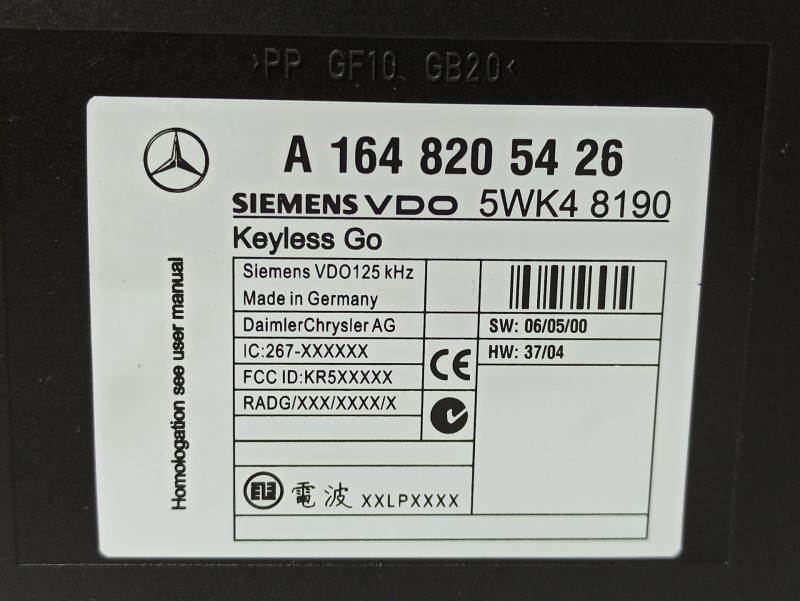 >PP GF10 GB20<
A 164 820 54 26
SIEMENS VDO 5WK4 8190
Keyless Go
Siemens VDO125 kHz
Made in Germany
DaimlerChrysler AG
SW: 06/05/00
IC:267-XXXXXX
HW: 37/04
FCC ID:KR5XXXXX
CE
RADG/XXX/XXXX/X
電波 XXLPXXXX
Homologation see user manual